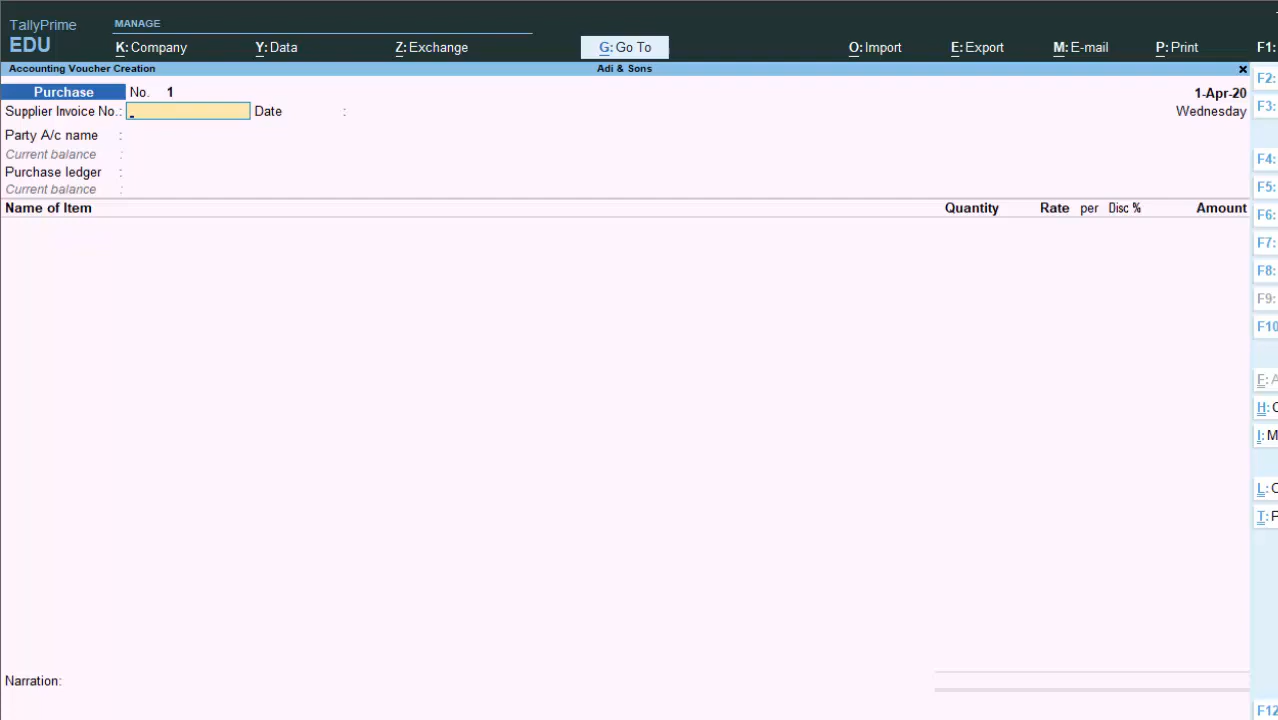 TallyPrime MANAGE
EDU K: Company Y: Data Z: Exchange G: Go To O: Import E: Export M: E-mail P: Print F1:
Accounting Voucher Creation Adi & Sons × F2:
Purchase No. 1 1-Apr-20
Supplier Invoice No.: Date : Wednesday F3:
Party A/c name :
Current balance : F4:
Purchase ledger :
Current balance : F5:
Name of Item Quantity Rate per Disc % Amount F6:
F7:
F8:
F9:
F10
F: A
H: C
I: M
L: C
T: F
Narration:
F12